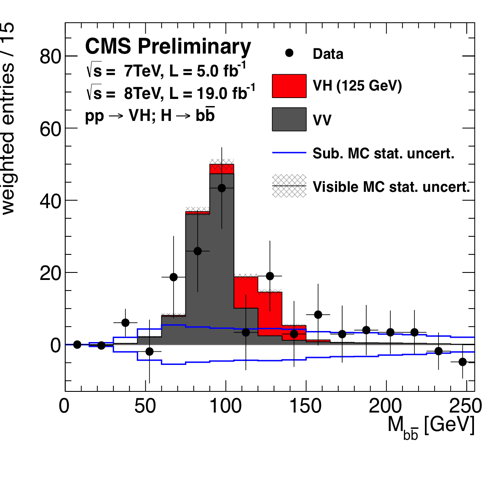 weighted entries / 15
CMS Preliminary
√s = 7TeV, L = 5.0 fb⁻¹
√s = 8TeV, L = 19.0 fb⁻¹
pp → VH; H → bb̅
Data
VH (125 GeV)
VV
Sub. MC stat. uncert.
Visible MC stat. uncert.
80
60
40
20
0
0 50 100 150 200 250
M_bb̅ [GeV]